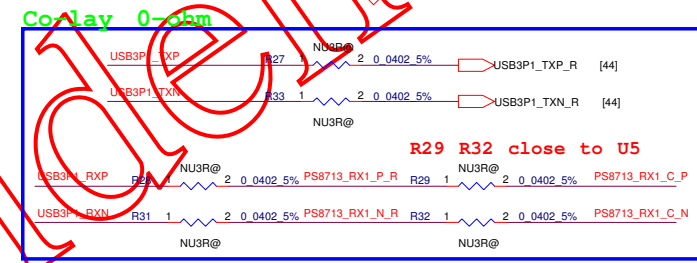 Co-lay 0-ohm
NU3R@
USB3P1_TXP R27 1 2 0_0402_5% USB3P1_TXP_R [44]
USB3P1_TXN R33 1 2 0_0402_5% USB3P1_TXN_R [44]
NU3R@
R29 R32 close to U5
NU3R@ NU3R@
USB3P1_RXP R28 1 2 0_0402_5% PS8713_RX1_P_R R29 1 2 0_0402_5% PS8713_RX1_C_P
USB3P1_RXN R31 1 2 0_0402_5% PS8713_RX1_N_R R32 1 2 0_0402_5% PS8713_RX1_C_N
NU3R@ NU3R@